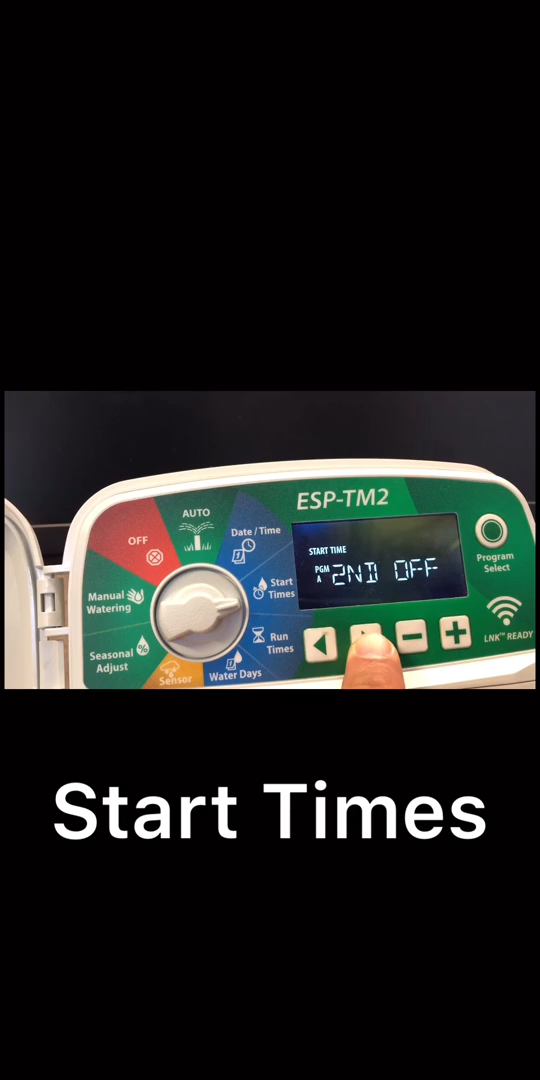 ESP-TM2
AUTO
OFF
Date / Time
Start
Times
Run
Times
Water Days
Sensor
Seasonal
Adjust
Manual
Watering
START TIME
PGM
A
2ND OFF
Program
Select
LNK™ READY
Start Times